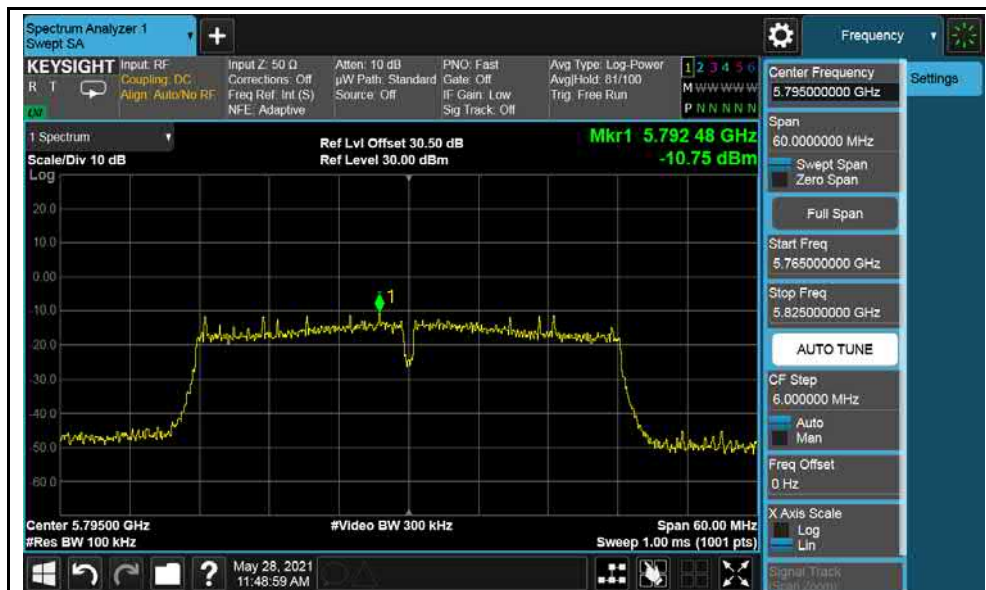 Spectrum Analyzer 1
Swept SA
+
Frequency
KEYSIGHT
R T
Input: RF
Coupling: DC
Align: Auto/No RF
Input Z: 50 Ω
Corrections: Off
Freq Ref: Int (S)
NFE: Adaptive
Atten: 10 dB
µW Path: Standard
Source: Off
PNO: Fast
Gate: Off
IF Gain: Low
Sig Track: Off
Avg Type: Log-Power
Avg|Hold: 81/100
Trig: Free Run
1 2 3 4 5 6
M W W W W W
P N N N N N
1 Spectrum
Scale/Div 10 dB
Ref Lvl Offset 30.50 dB
Ref Level 30.00 dBm
Mkr1 5.792 48 GHz
-10.75 dBm
Log
20.0
10.0
0.00
-10.0
-20.0
-30.0
-40.0
-50.0
-60.0
1
Center 5.79500 GHz
#Res BW 100 kHz
#Video BW 300 kHz
Span 60.00 MHz
Sweep 1.00 ms (1001 pts)
?
May 28, 2021
11:48:59 AM
Center Frequency
5.795000000 GHz
Span
60.0000000 MHz
Swept Span
Zero Span
Full Span
Start Freq
5.765000000 GHz
Stop Freq
5.825000000 GHz
AUTO TUNE
CF Step
6.000000 MHz
Auto
Man
Freq Offset
0 Hz
X Axis Scale
Log
Lin
Signal Track
(Span Zoom)
Settings